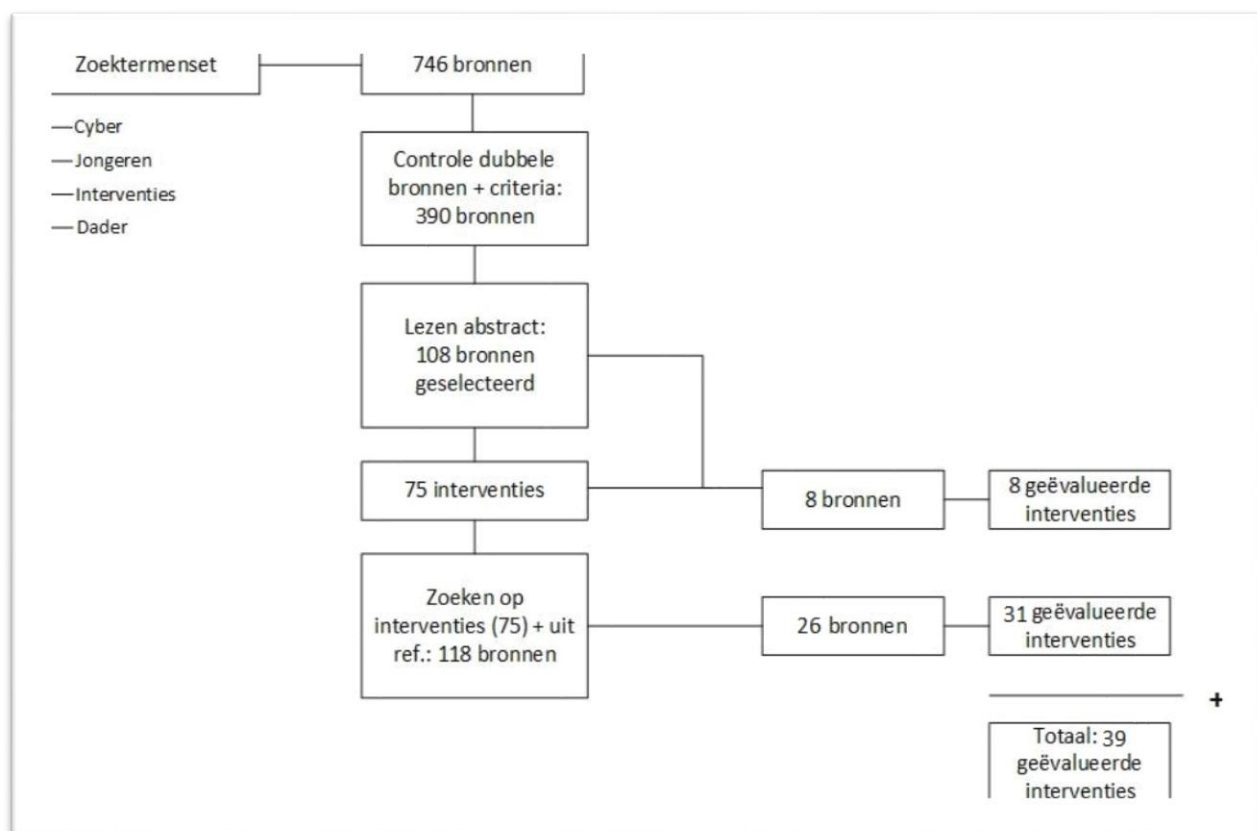 Zoektermenset
746 bronnen
—Cyber
—Jongeren
—Interventies
—Dader
Controle dubbele
bronnen + criteria:
390 bronnen
Lezen abstract:
108 bronnen
geselecteerd
75 interventies
8 bronnen
8 geëvalueerde
interventies
Zoeken op
interventies (75) + uit
ref.: 118 bronnen
26 bronnen
31 geëvalueerde
interventies
+
Totaal: 39
geëvalueerde
interventies